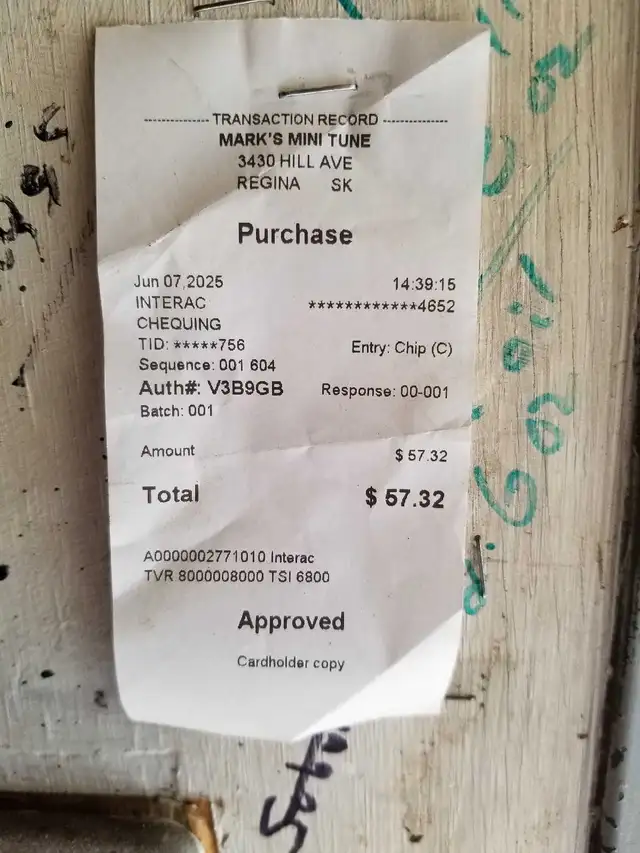 ------------- TRANSACTION RECORD -------------
MARK'S MINI TUNE
3430 HILL AVE
REGINA SK
Purchase
Jun 07,2025 14:39:15
INTERAC ************4652
CHEQUING
TID: *****756 Entry: Chip (C)
Sequence: 001 604
Auth#: V3B9GB Response: 00-001
Batch: 001
Amount $ 57.32
Total $ 57.32
A0000002771010 Interac
TVR 8000008000 TSI 6800
Approved
Cardholder copy